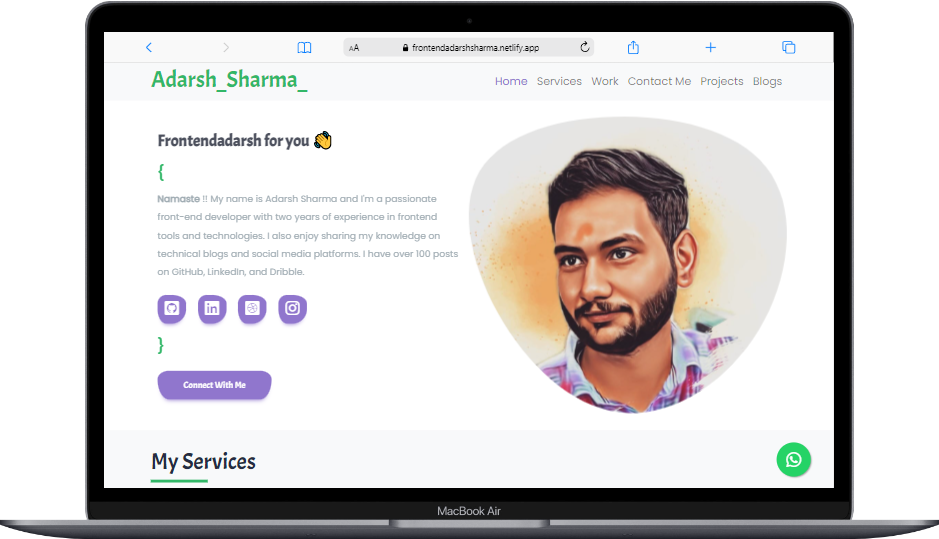 AA frontendadarshsharma.netlify.app
Adarsh_Sharma_
Home Services Work Contact Me Projects Blogs
Frontendadarsh for you
{
Namaste !! My name is Adarsh Sharma and I'm a passionate
front-end developer with two years of experience in frontend
tools and technologies. I also enjoy sharing my knowledge on
technical blogs and social media platforms. I have over 100 posts
on GitHub, LinkedIn, and Dribble.
in
}
Connect With Me
My Services
MacBook Air